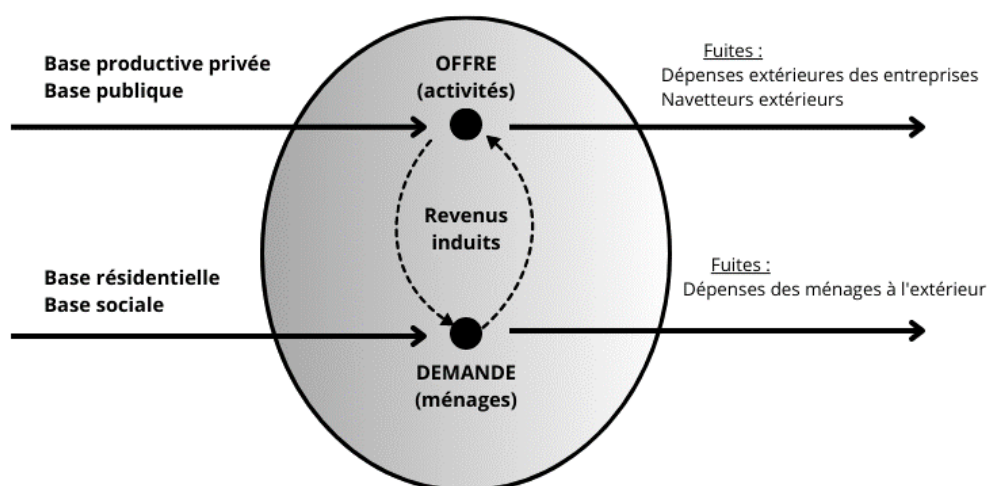 Base productive privée
Base publique
OFFRE
(activités)
Fuites :
Dépenses extérieures des entreprises
Navetteurs extérieurs
Revenus
induits
Base résidentielle
Base sociale
Fuites :
Dépenses des ménages à l'extérieur
DEMANDE
(ménages)